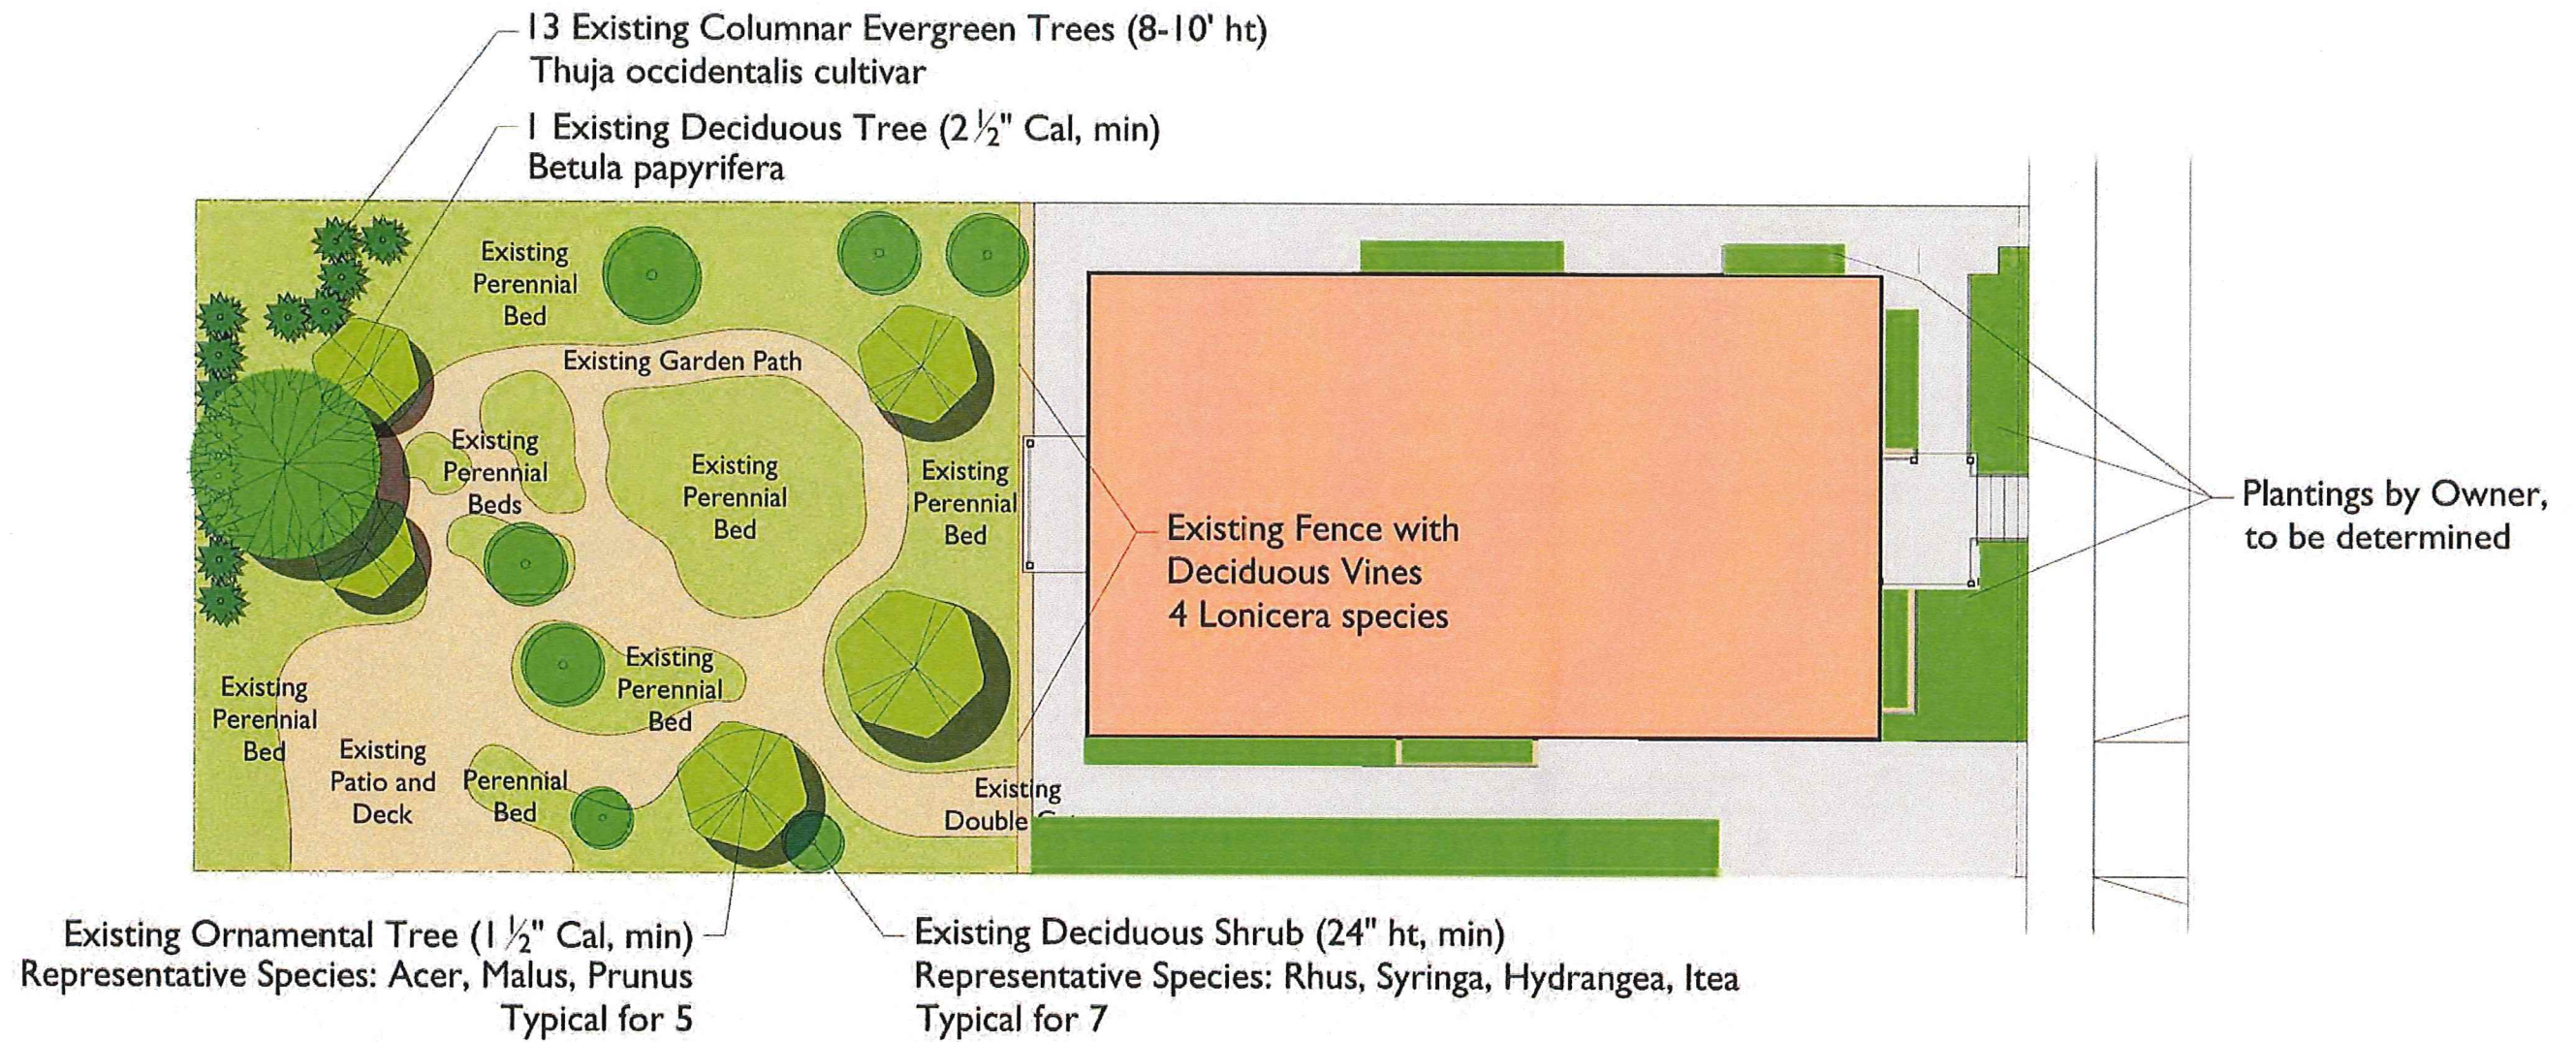 13 Existing Columnar Evergreen Trees (8-10' ht)
Thuja occidentalis cultivar
1 Existing Deciduous Tree (2 ½" Cal, min)
Betula papyrifera
Existing
Perennial
Bed
Existing Garden Path
Existing
Perennial
Beds
Existing
Perennial
Bed
Existing
Perennial
Bed
Existing Fence with
Deciduous Vines
4 Lonicera species
Plantings by Owner,
to be determined
Existing
Perennial
Bed
Existing
Perennial
Bed
Existing
Patio and
Deck
Perennial
Bed
Existing
Double
Existing Ornamental Tree (1 ½" Cal, min)
Representative Species: Acer, Malus, Prunus
Typical for 5
Existing Deciduous Shrub (24" ht, min)
Representative Species: Rhus, Syringa, Hydrangea, Itea
Typical for 7